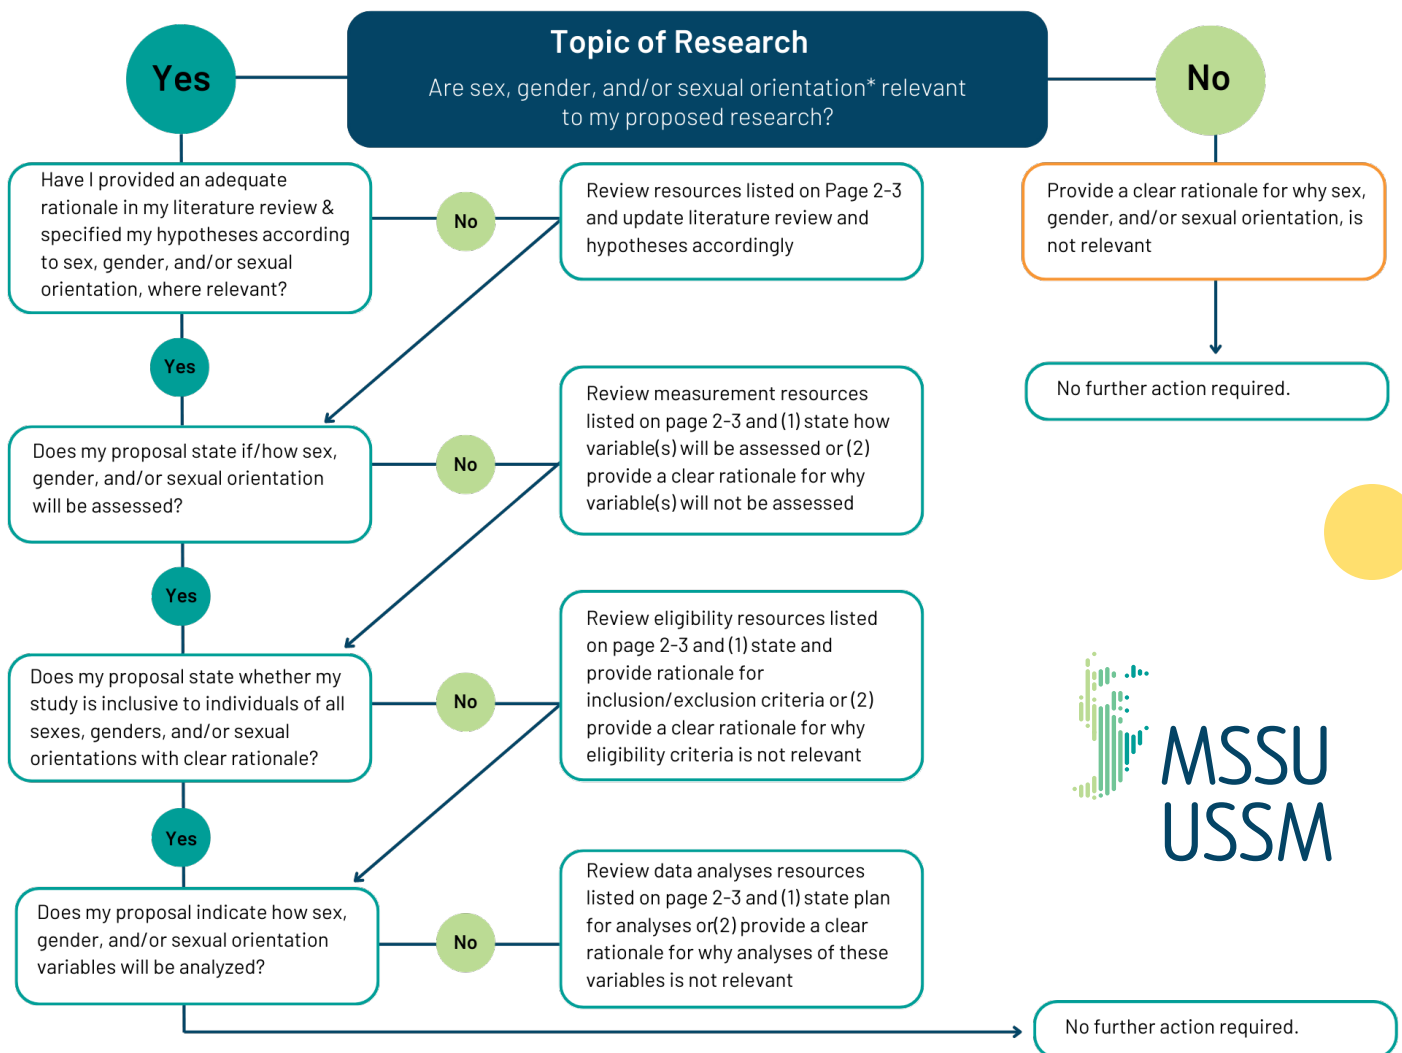 Topic of Research
Are sex, gender, and/or sexual orientation* relevant
to my proposed research?
Yes
No
Have I provided an adequate
rationale in my literature review &
specified my hypotheses according
to sex, gender, and/or sexual
orientation, where relevant?
No
Review resources listed on Page 2-3
and update literature review and
hypotheses accordingly
Provide a clear rationale for why sex,
gender, and/or sexual orientation, is
not relevant
No further action required.
Yes
Does my proposal state if/how sex,
gender, and/or sexual orientation
will be assessed?
No
Review measurement resources
listed on page 2-3 and (1) state how
variable(s) will be assessed or (2)
provide a clear rationale for why
variable(s) will not be assessed
Yes
Does my proposal state whether my
study is inclusive to individuals of all
sexes, genders, and/or sexual
orientations with clear rationale?
No
Review eligibility resources listed
on page 2-3 and (1) state and
provide rationale for
inclusion/exclusion criteria or (2)
provide a clear rationale for why
eligibility criteria is not relevant
MSSU
USSM
Yes
Does my proposal indicate how sex,
gender, and/or sexual orientation
variables will be analyzed?
No
Review data analyses resources
listed on page 2-3 and (1) state plan
for analyses or(2) provide a clear
rationale for why analyses of these
variables is not relevant
No further action required.